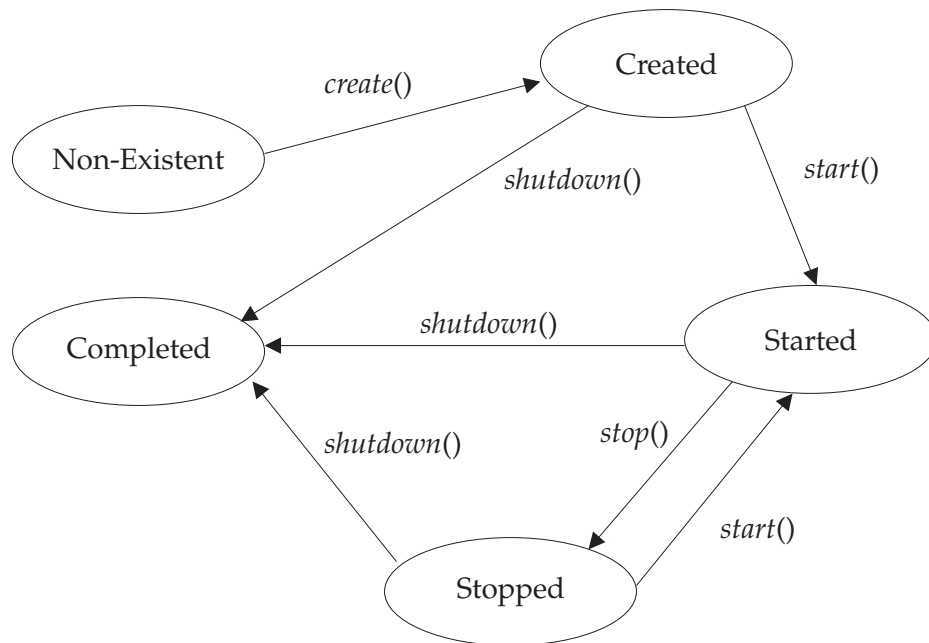 Created
create()
Non-Existent
shutdown()
start()
shutdown()
Completed
Started
shutdown()
stop()
start()
Stopped